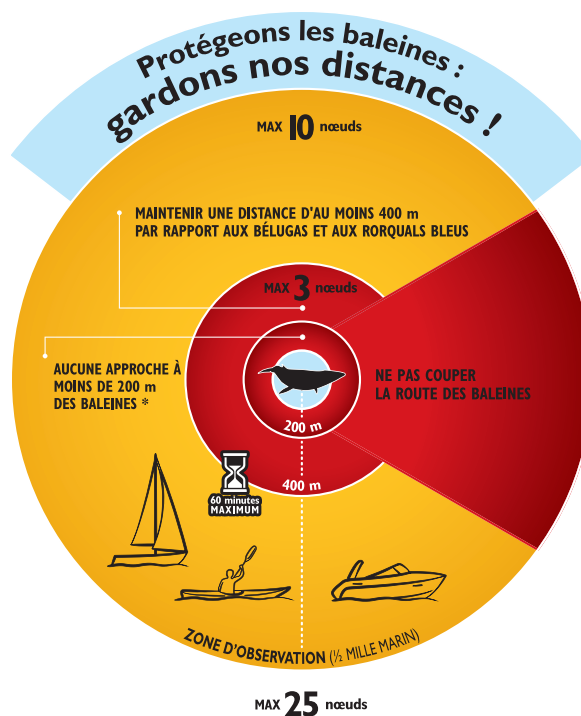 Protégeons les baleines :
gardons nos distances !
MAX 10 nœuds
MAINTENIR UNE DISTANCE D'AU MOINS 400 m
PAR RAPPORT AUX BÉLUGAS ET AUX RORQUALS BLEUS
MAX 3 nœuds
AUCUNE APPROCHE À
MOINS DE 200 m
DES BALEINES *
NE PAS COUPER
LA ROUTE DES BALEINES
200 m
400 m
60 minutes
MAXIMUM
ZONE D'OBSERVATION (½ MILLE MARIN)
MAX 25 nœuds